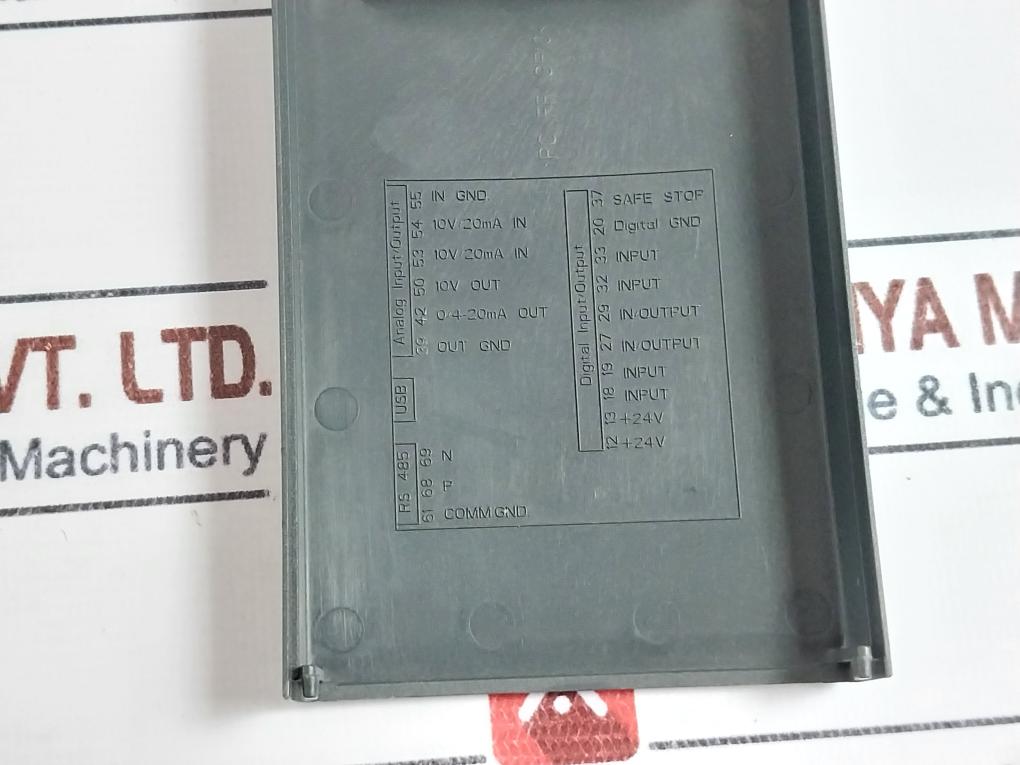 Analog Input/Output
55 IN GND
54 10V/20mA IN
53 10V/20mA IN
50 10V OUT
42 0/4-20mA OUT
39 OUT GND
USB
RS 485
69 N
68 P
61 COMM GND
Digital Input/Output
37 SAFE STOP
20 Digital GND
33 INPUT
32 INPUT
29 IN/OUTPUT
27 IN/OUTPUT
19 INPUT
18 INPUT
13 +24V
12 +24V
VT. LTD.
Machinery
YA M
e & In